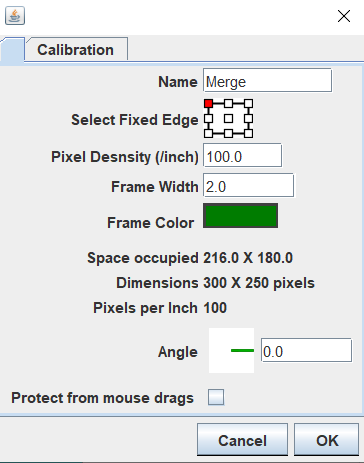 Calibration
Name Merge
Select Fixed Edge
Pixel Desnsity (/inch) 100.0
Frame Width 2.0
Frame Color
Space occupied 216.0 X 180.0
Dimensions 300 X 250 pixels
Pixels per Inch 100
Angle 0.0
Protect from mouse drags
Cancel OK